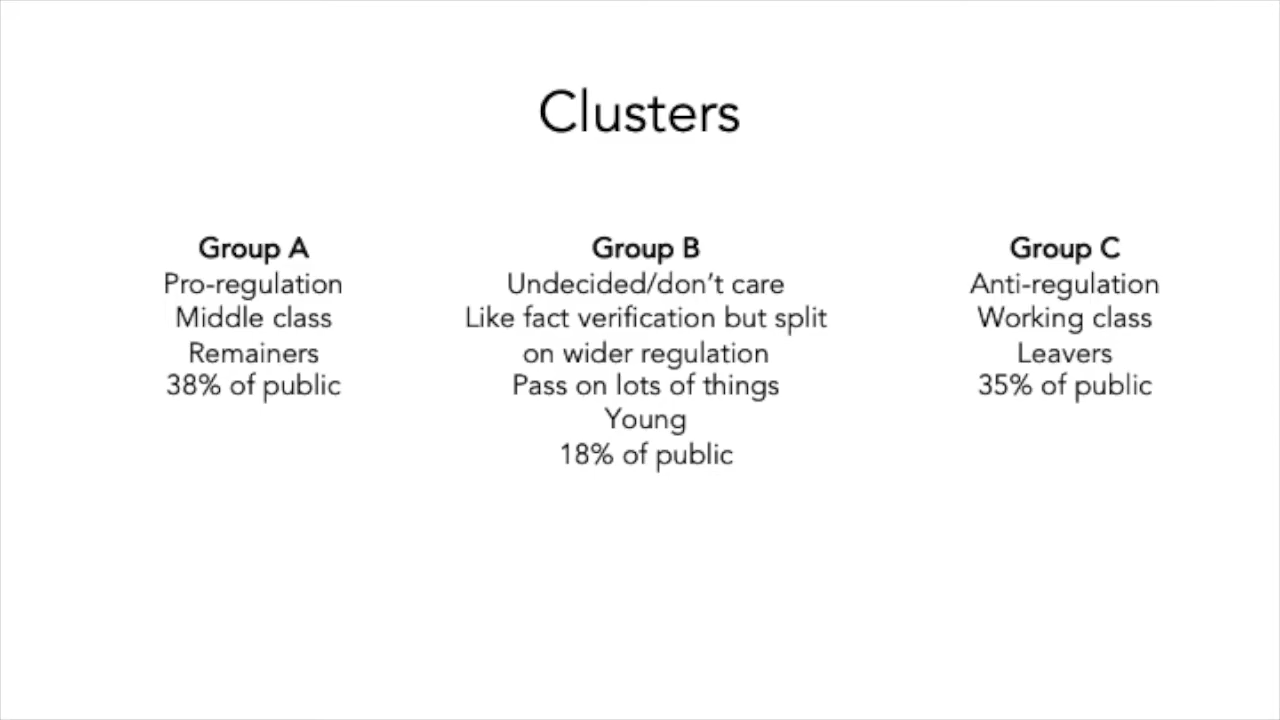 Clusters
Group A
Pro-regulation
Middle class
Remainers
38% of public
Group B
Undecided/don't care
Like fact verification but split
on wider regulation
Pass on lots of things
Young
18% of public
Group C
Anti-regulation
Working class
Leavers
35% of public